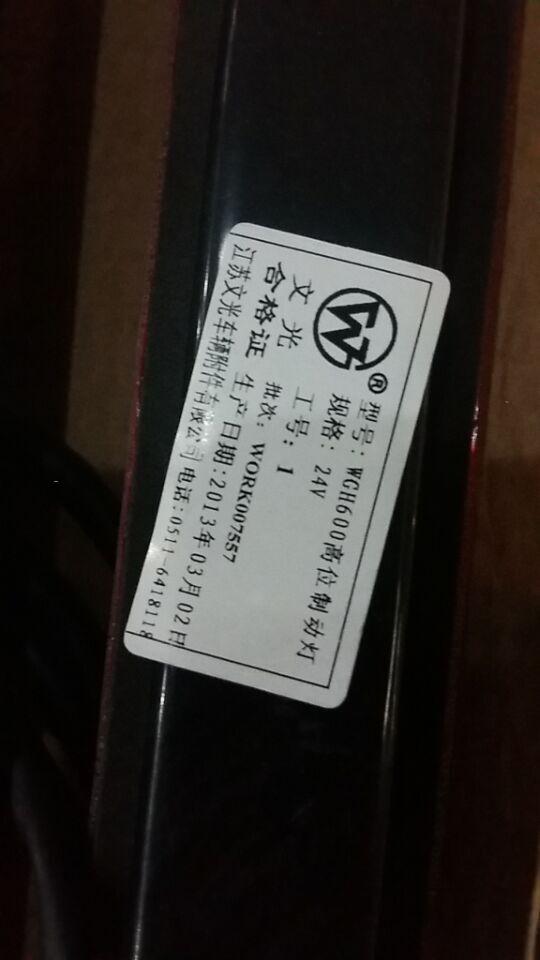 WG®
文光
合格证
型号: WGH600高位制动灯
规格: 24V
工号: 1
批次: WORK007557
生产日期:2013年03月02日
江苏文光车辆附件有限公司 电话:0511-6418118